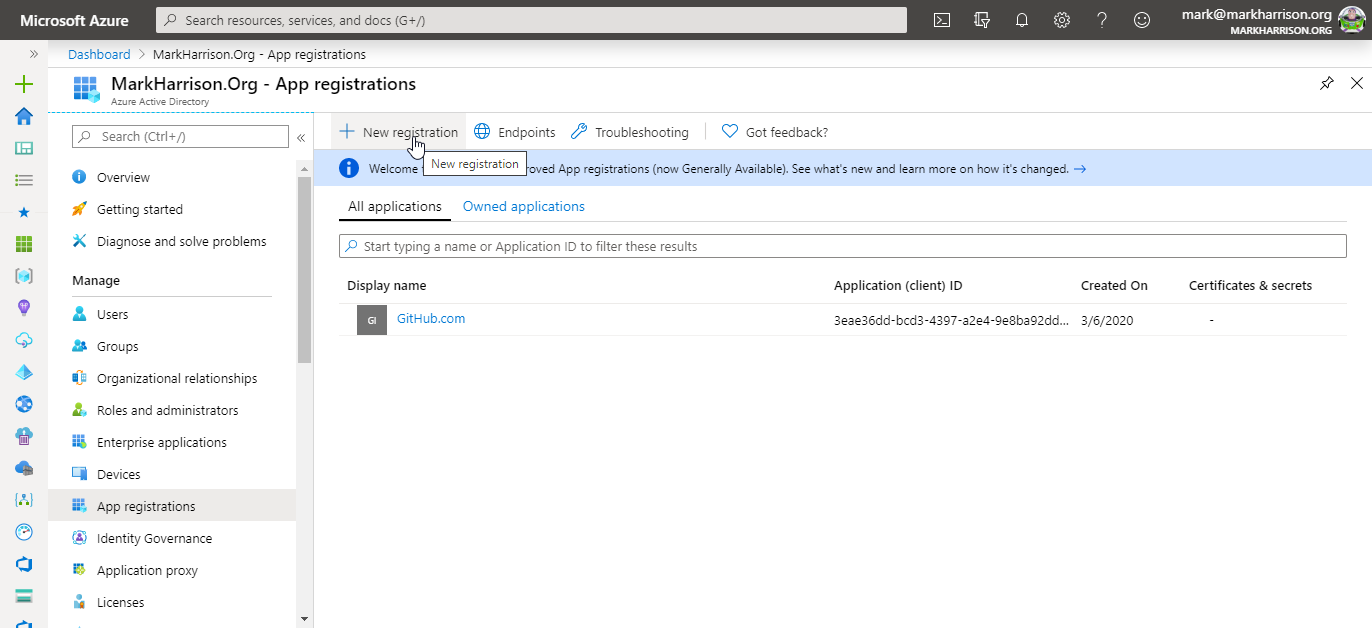 Microsoft Azure
Search resources, services, and docs (G+/)
mark@markharrison.org
MARKHARRISON.ORG
Dashboard > MarkHarrison.Org - App registrations
MarkHarrison.Org - App registrations
Azure Active Directory
Search (Ctrl+/)
Overview
Getting started
Diagnose and solve problems
Manage
Users
Groups
Organizational relationships
Roles and administrators
Enterprise applications
Devices
App registrations
Identity Governance
Application proxy
Licenses
New registration
Endpoints
Troubleshooting
Got feedback?
New registration
Welcome roved App registrations (now Generally Available). See what's new and learn more on how it's changed. →
All applications
Owned applications
Start typing a name or Application ID to filter these results
Display name Application (client) ID Created On Certificates & secrets
GI GitHub.com 3eae36dd-bcd3-4397-a2e4-9e8ba92dd... 3/6/2020 -